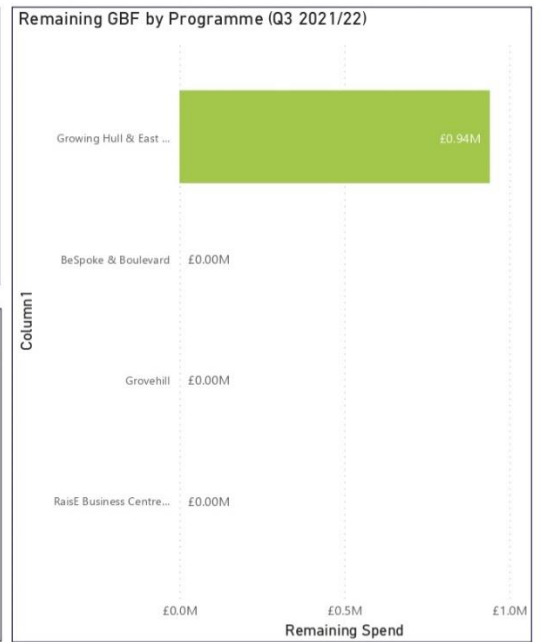 Remaining GBF by Programme (Q3 2021/22)
Growing Hull & East ...
£0.94M
BeSpoke & Boulevard
£0.00M
Grovehill
£0.00M
RaisE Business Centre...
£0.00M
Column1
£0.0M
£0.5M
£1.0M
Remaining Spend